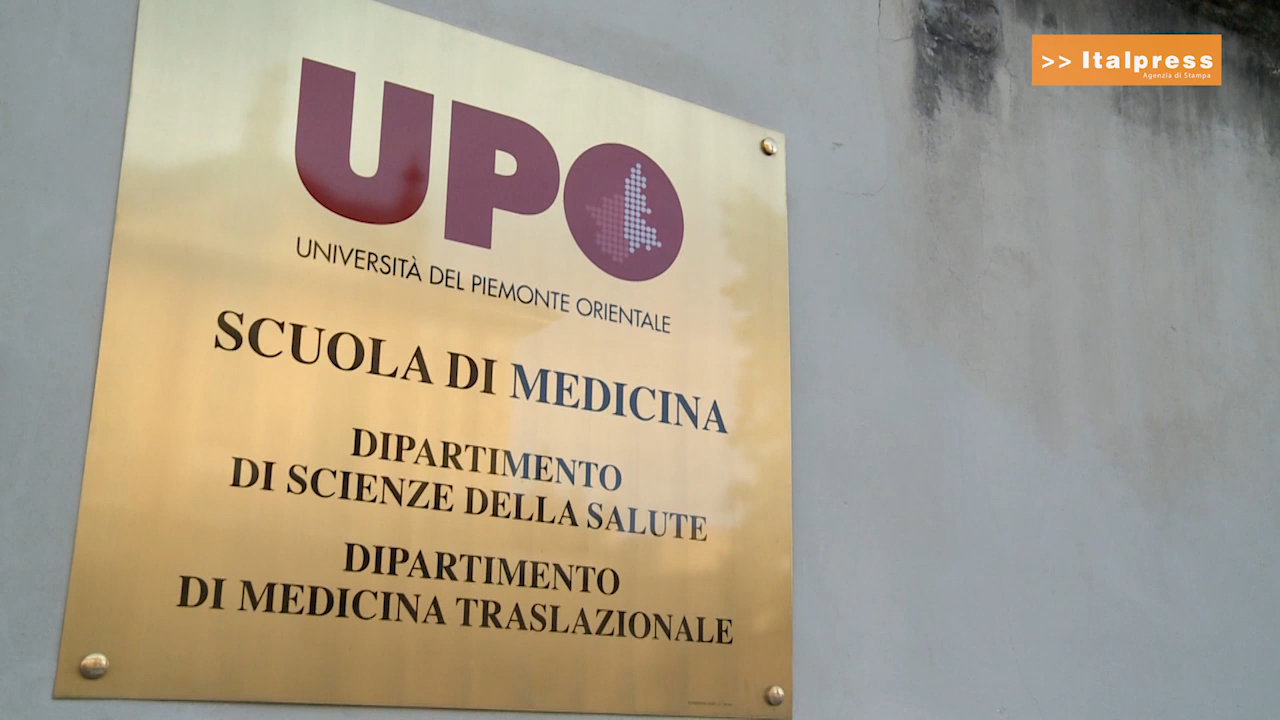 >> Italpress
Agenzia di Stampa
UPO
UNIVERSITÀ DEL PIEMONTE ORIENTALE
SCUOLA DI MEDICINA
DIPARTIMENTO
DI SCIENZE DELLA SALUTE
DIPARTIMENTO
DI MEDICINA TRASLAZIONALE